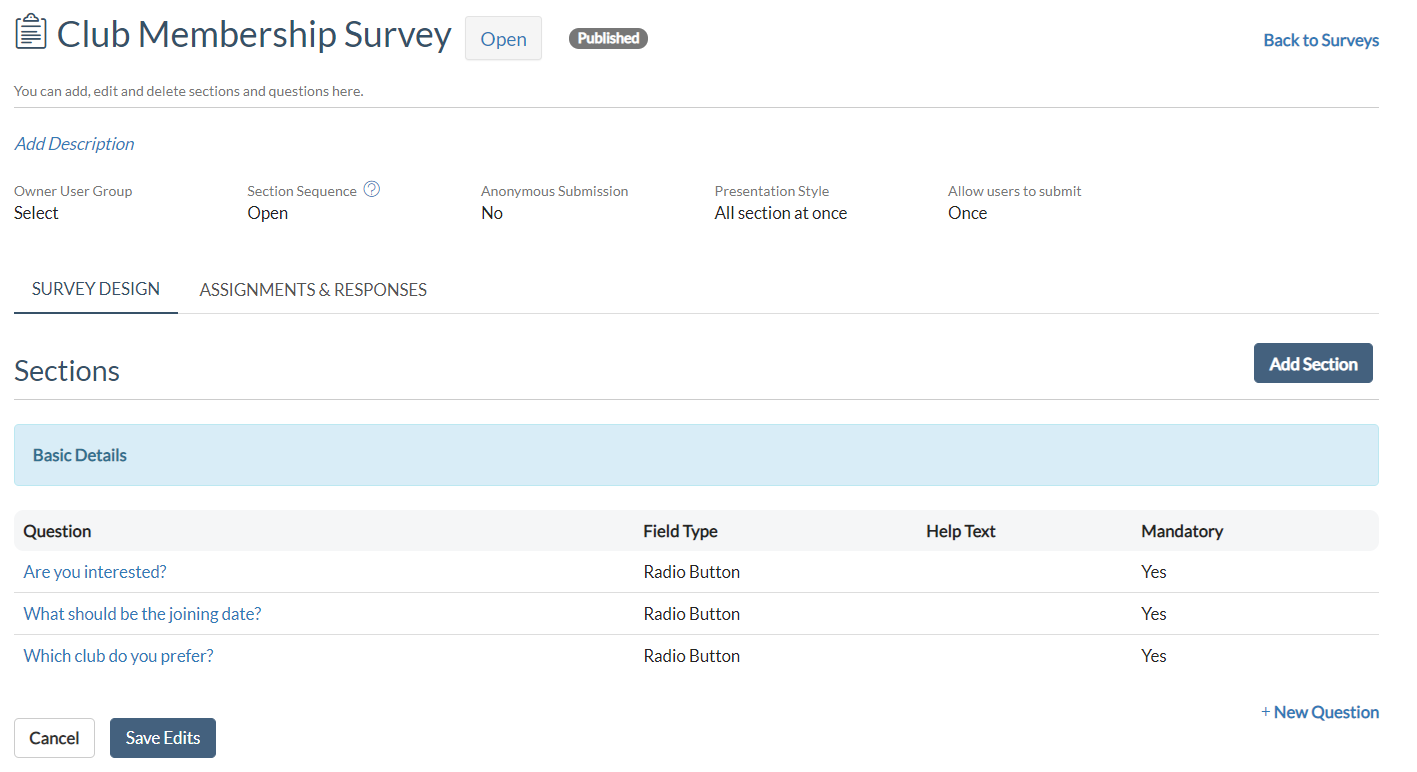 Club Membership Survey Open Published Back to Surveys
You can add, edit and delete sections and questions here.
Add Description
Owner User Group Section Sequence ? Anonymous Submission Presentation Style Allow users to submit
Select Open No All section at once Once
SURVEY DESIGN ASSIGNMENTS & RESPONSES
Sections Add Section
Basic Details
Question Field Type Help Text Mandatory
Are you interested? Radio Button Yes
What should be the joining date? Radio Button Yes
Which club do you prefer? Radio Button Yes
+ New Question
Cancel Save Edits